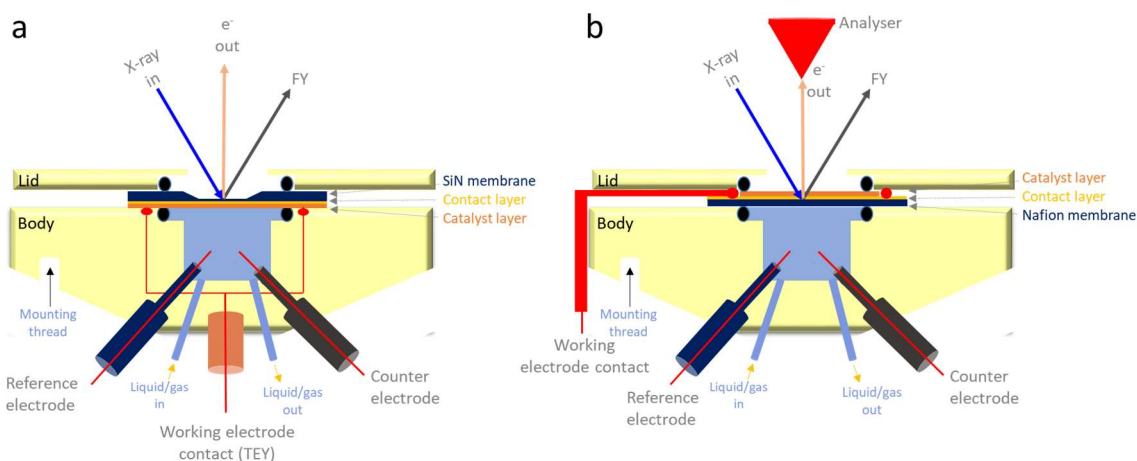 a
e-
out
X-ray
in
FY
Lid
SiN membrane
Contact layer
Catalyst layer
Body
Mounting
thread
Reference
electrode
Liquid/gas
in
Liquid/gas
out
Counter
electrode
Working electrode
contact (TEY)
b
Analyser
e-
out
X-ray
in
FY
Lid
Catalyst layer
Contact layer
Nafion membrane
Body
Mounting
thread
Working
electrode contact
Reference
electrode
Liquid/gas
in
Liquid/gas
out
Counter
electrode